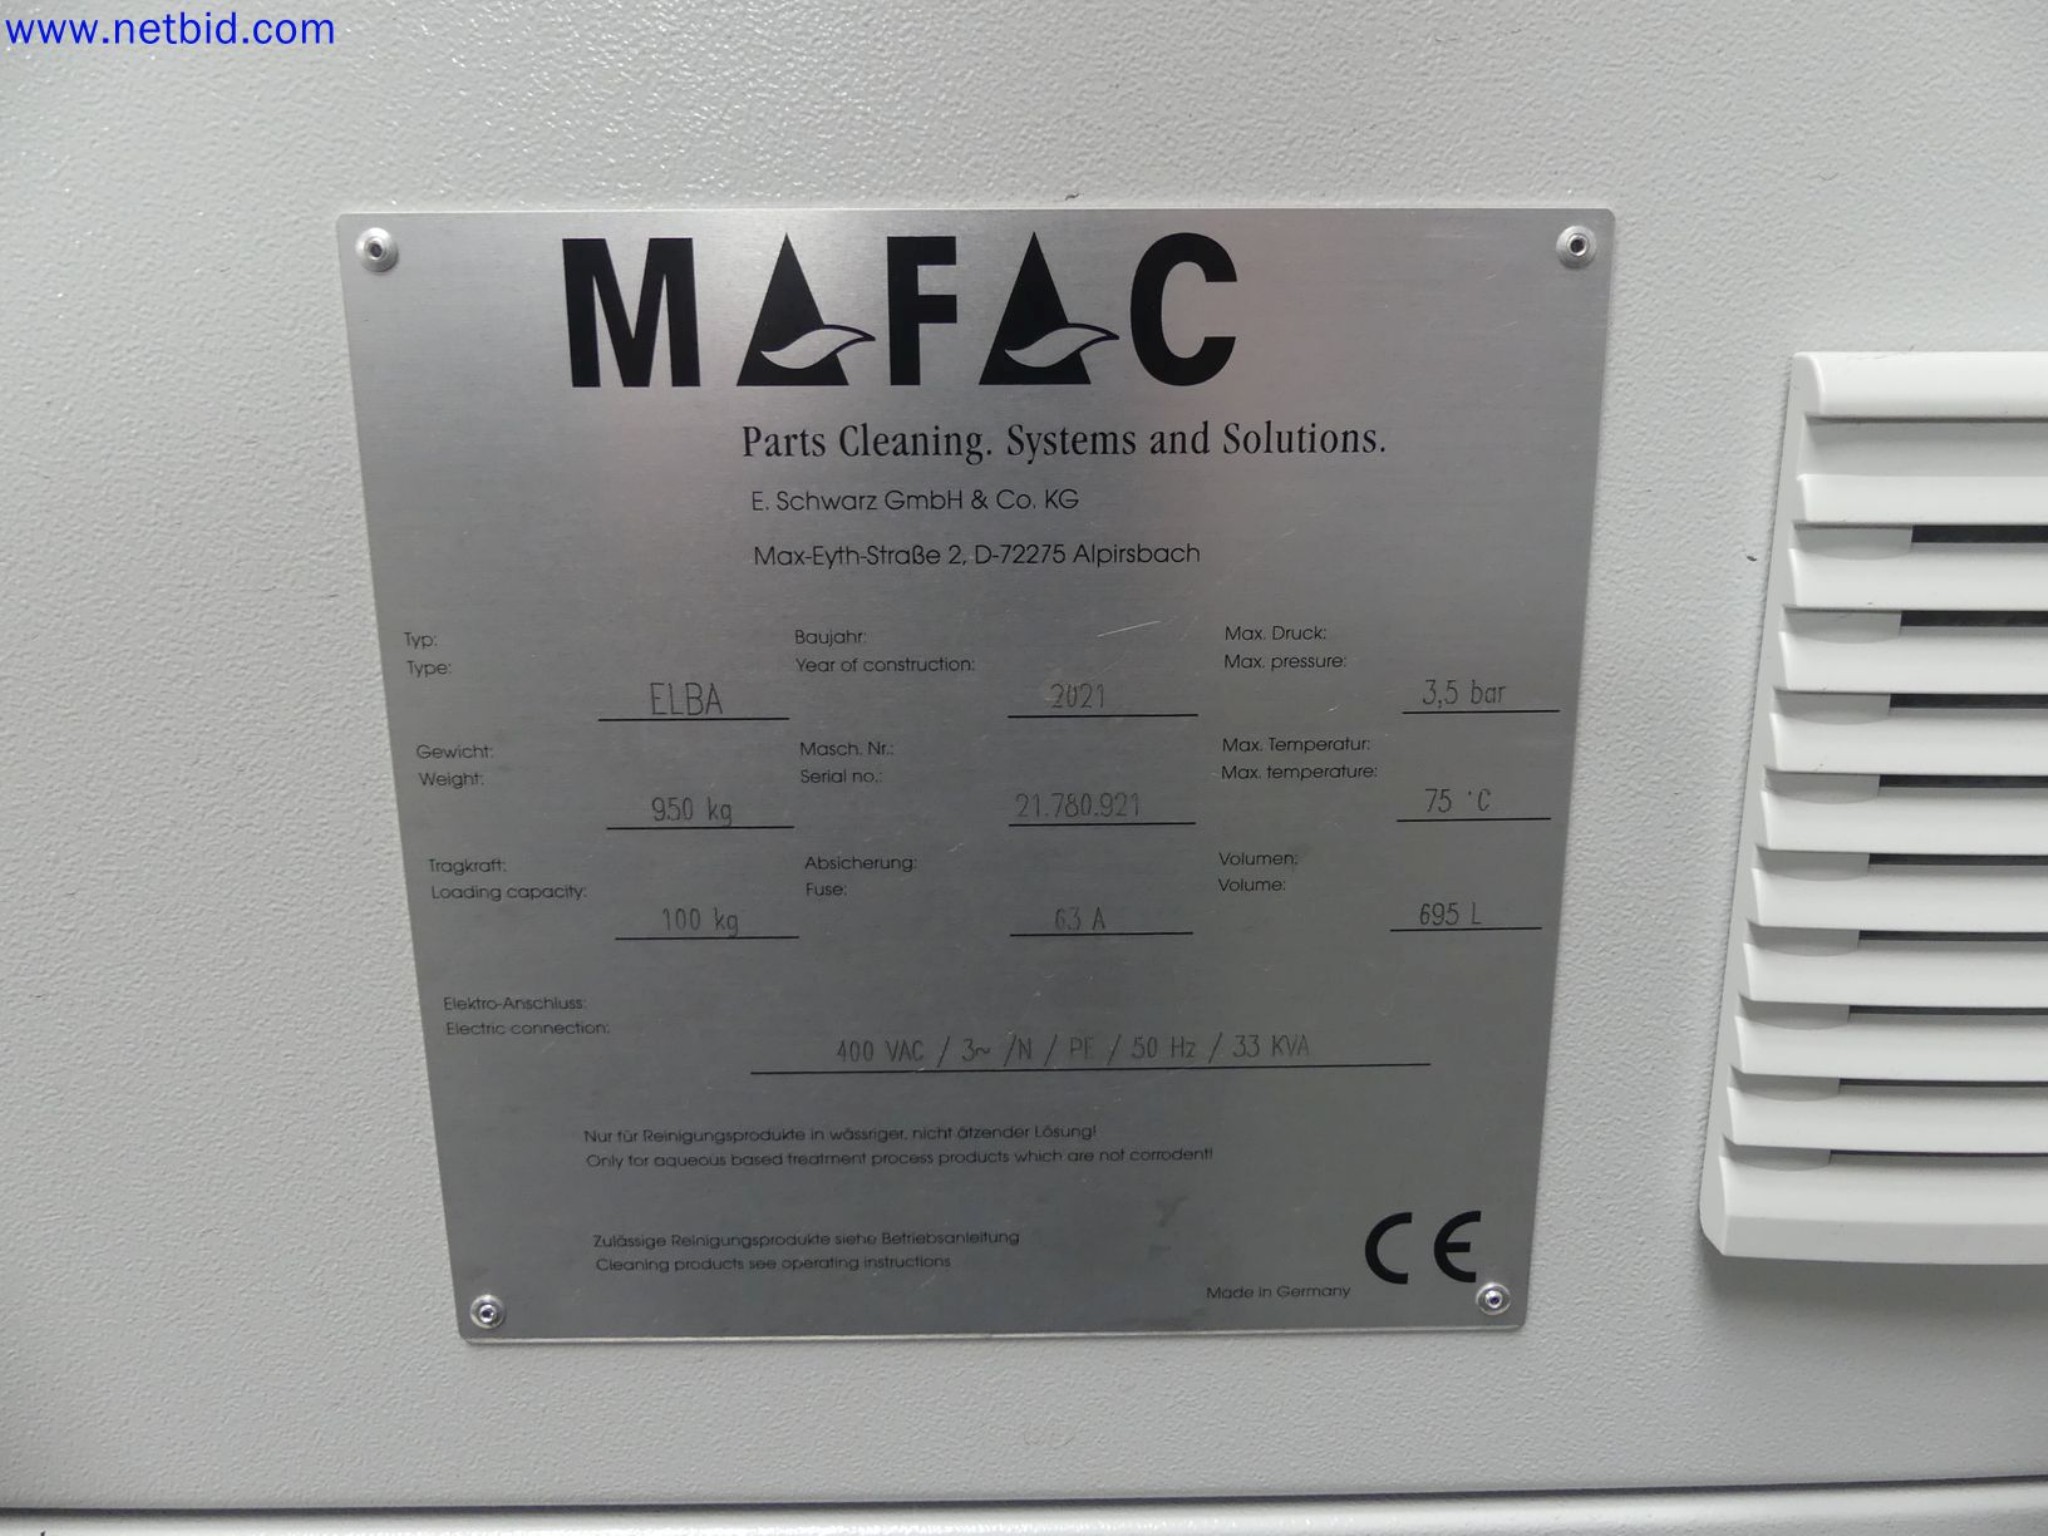 www.netbid.com
MAFAC
Parts Cleaning. Systems and Solutions.
E. Schwarz GmbH & Co. KG
Max-Eyth-Straße 2, D-72275 Alpirsbach
Typ:
Type:
ELBA
Baujahr:
Year of construction:
2021
Max. Druck:
Max. pressure:
3,5 bar
Gewicht:
Weight:
950 kg
Masch. Nr.:
Serial no.:
21.780.921
Max. Temperatur:
Max. temperature:
75 °C
Tragkraft:
Loading capacity:
100 kg
Absicherung:
Fuse:
63 A
Volumen:
Volume:
695 L
Elektro-Anschluss:
Electric connection:
400 VAC / 3~ /N / PE / 50 Hz / 33 KVA
Nur für Reinigungsprodukte in wässriger, nicht ätzender Lösung!
Only for aqueous based treatment process products which are not corrodent!
Zulässige Reinigungsprodukte siehe Betriebsanleitung
Cleaning products see operating instructions
Made in Germany
CE